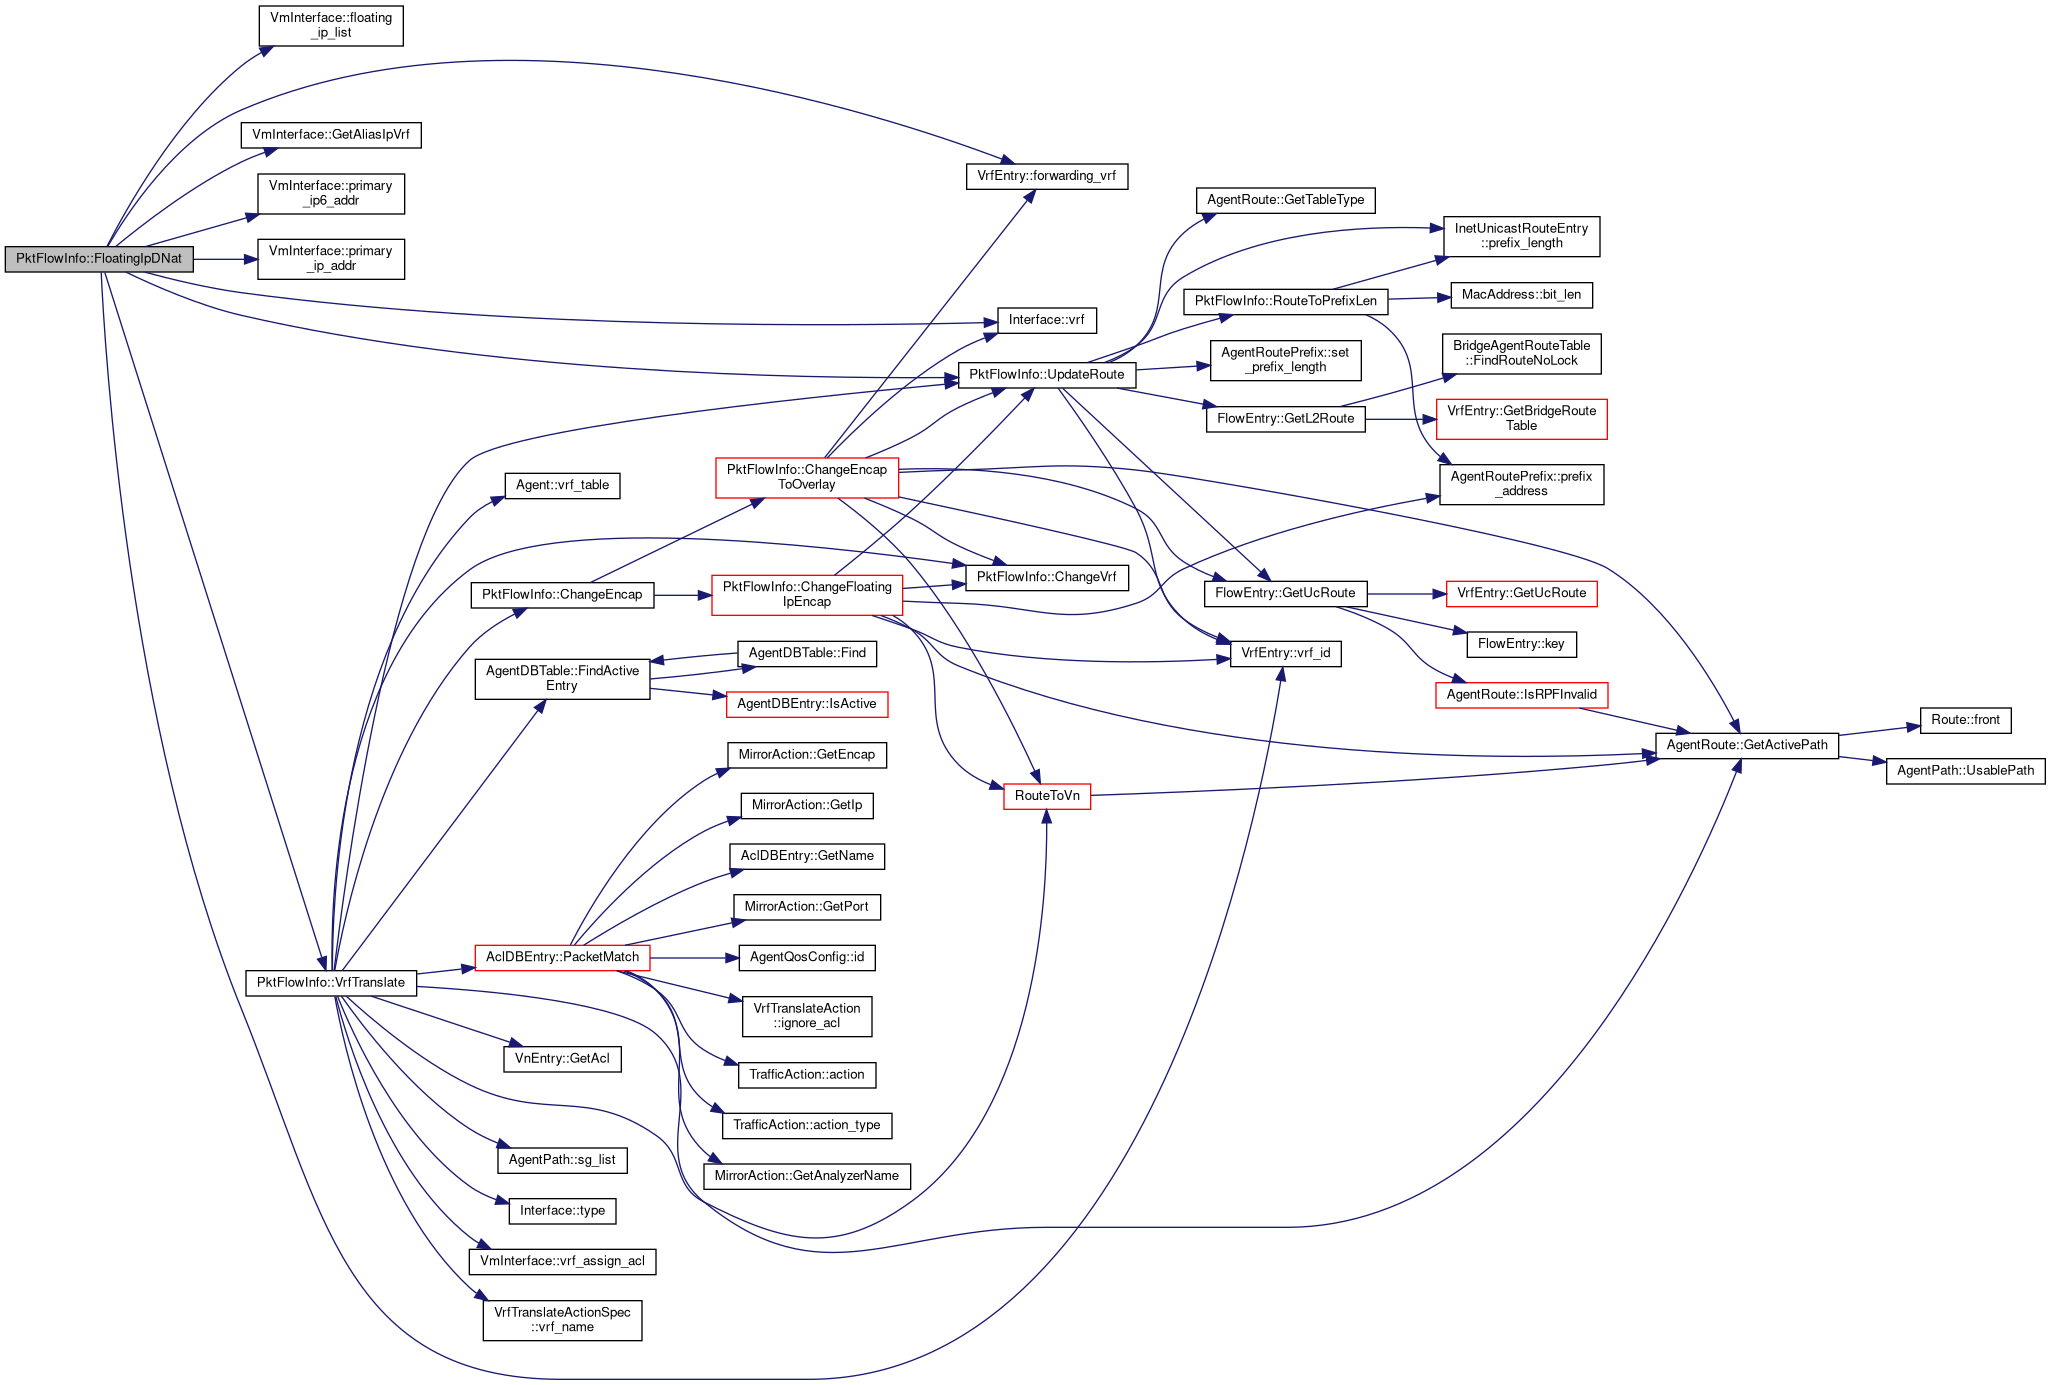 VmInterface::floating
_ip_list
VmInterface::GetAliasIpVrf
VrfEntry::forwarding_vrf
VmInterface::primary
_ip6_addr
AgentRoute::GetTableType
InetUnicastRouteEntry
::prefix_length
PktFlowInfo::FloatingIpDNat
VmInterface::primary
_ip_addr
PktFlowInfo::RouteToPrefixLen
MacAddress::bit_len
Interface::vrf
BridgeAgentRouteTable
::FindRouteNoLock
AgentRoutePrefix::set
_prefix_length
PktFlowInfo::UpdateRoute
FlowEntry::GetL2Route
VrfEntry::GetBridgeRoute
Table
PktFlowInfo::ChangeEncap
ToOverlay
Agent::vrf_table
AgentRoutePrefix::prefix
_address
PktFlowInfo::ChangeVrf
PktFlowInfo::ChangeEncap
PktFlowInfo::ChangeFloating
IpEncap
FlowEntry::GetUcRoute
VrfEntry::GetUcRoute
FlowEntry::key
AgentDBTable::Find
VrfEntry::vrf_id
AgentDBTable::FindActive
Entry
AgentRoute::IsRPFInvalid
AgentDBEntry::IsActive
Route::front
AgentRoute::GetActivePath
MirrorAction::GetEncap
AgentPath::UsablePath
RouteToVn
MirrorAction::GetIp
AclDBEntry::GetName
MirrorAction::GetPort
AclDBEntry::PacketMatch
AgentQosConfig::id
PktFlowInfo::VrfTranslate
VrfTranslateAction
::ignore_acl
VnEntry::GetAcl
TrafficAction::action
TrafficAction::action_type
AgentPath::sg_list
MirrorAction::GetAnalyzerName
Interface::type
VmInterface::vrf_assign_acl
VrfTranslateActionSpec
::vrf_name